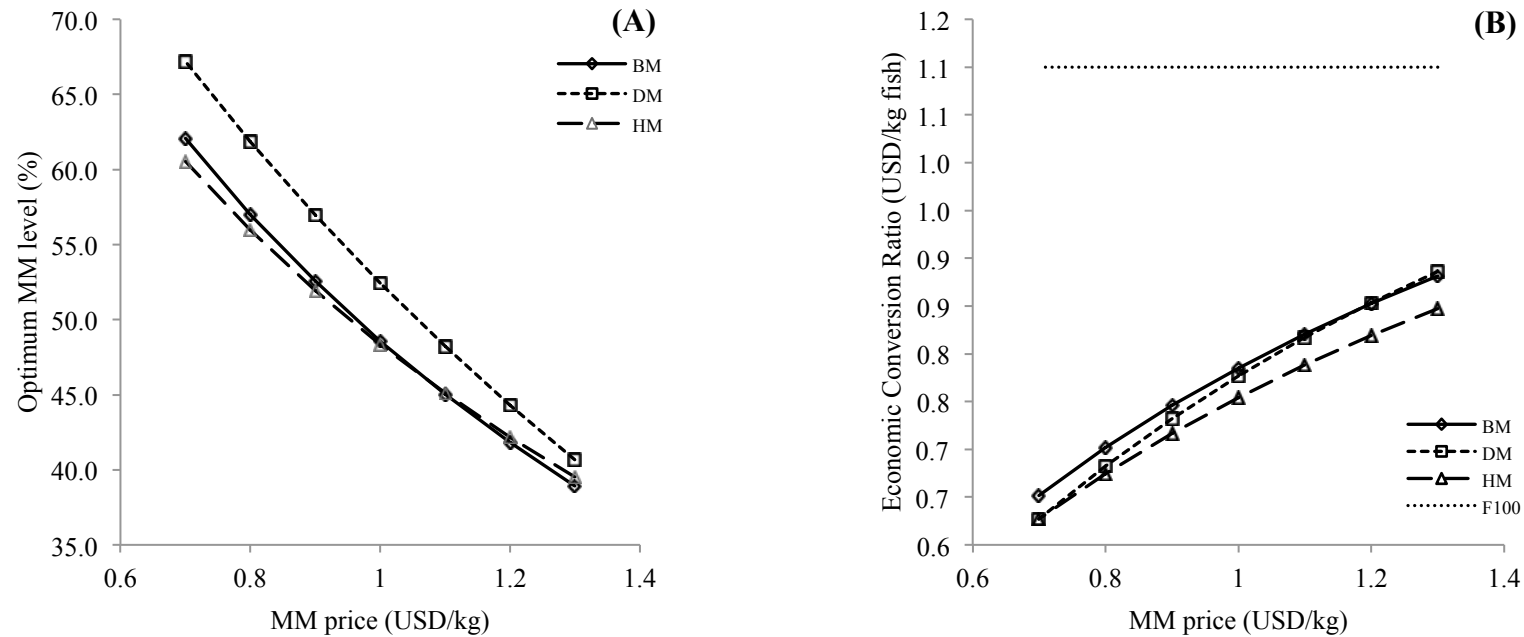 (A)
70.0
65.0
60.0
55.0
50.0
45.0
40.0
35.0
0.6 0.8 1 1.2 1.4
Optimum MM level (%)
MM price (USD/kg)
BM
DM
HM
(B)
1.2
1.1
1.1
1.0
1.0
0.9
0.9
0.8
0.8
0.7
0.7
0.6
0.6 0.8 1 1.2 1.4
Economic Conversion Ratio (USD/kg fish)
MM price (USD/kg)
BM
DM
HM
F100